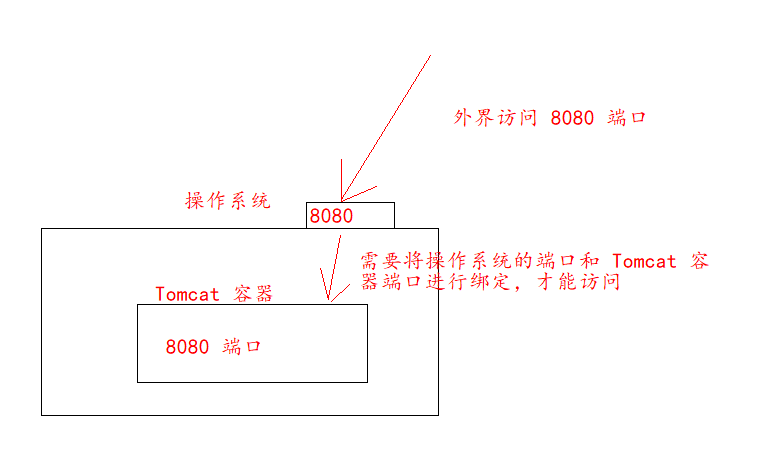 外界访问 8080 端口
操作系统
8080
需要将操作系统的端口和 Tomcat 容
器端口进行绑定，才能访问
Tomcat 容器
8080 端口